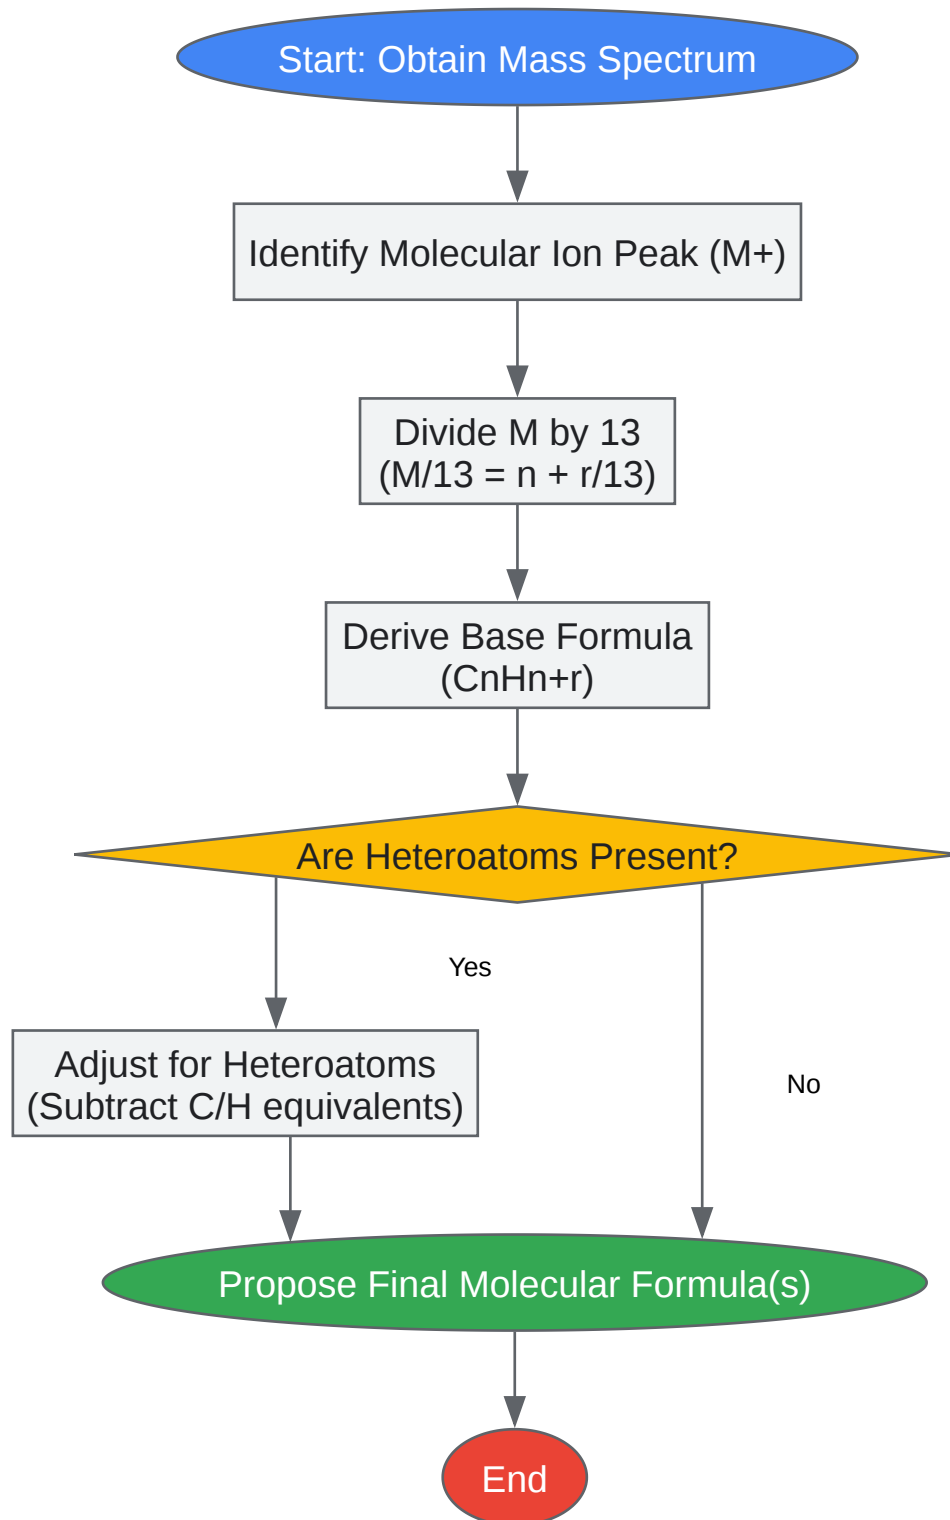 Start: Obtain Mass Spectrum
Identify Molecular Ion Peak (M+)
Divide M by 13
(M/13 = n + r/13)
Derive Base Formula
(CnHn+r)
Are Heteroatoms Present?
Yes
Adjust for Heteroatoms
(Subtract C/H equivalents)
No
Propose Final Molecular Formula(s)
End